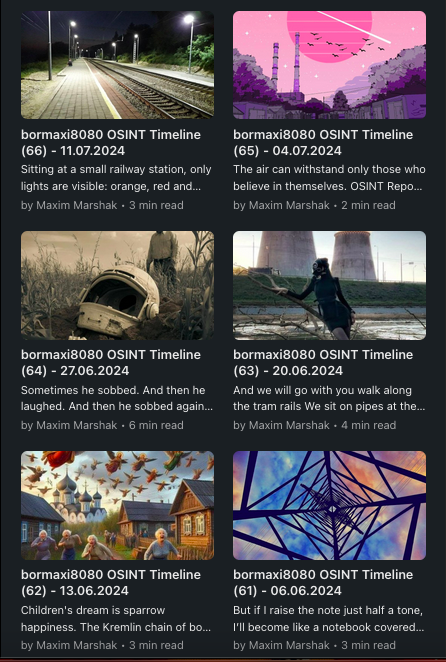 bormaxi8080 OSINT Timeline
(66) - 11.07.2024
Sitting at a small railway station, only
lights are visible: orange, red and...
by Maxim Marshak • 3 min read
bormaxi8080 OSINT Timeline
(65) - 04.07.2024
The air can withstand only those who
believe in themselves. OSINT Repo...
by Maxim Marshak • 2 min read
bormaxi8080 OSINT Timeline
(64) - 27.06.2024
Sometimes he sobbed. And then he
laughed. And then he sobbed again...
by Maxim Marshak • 6 min read
bormaxi8080 OSINT Timeline
(63) - 20.06.2024
And we will go with you walk along
the tram rails We sit on pipes at the...
by Maxim Marshak • 4 min read
bormaxi8080 OSINT Timeline
(62) - 13.06.2024
Children's dream is sparrow
happiness. The Kremlin chain of bo...
by Maxim Marshak • 3 min read
bormaxi8080 OSINT Timeline
(61) - 06.06.2024
But if I raise the note just half a tone,
I'll become like a notebook covered...
by Maxim Marshak • 3 min read